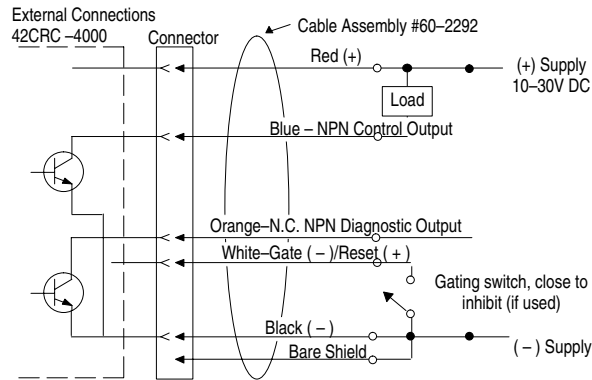 External Connections
42CRC –4000
Connector
Cable Assembly #60–2292
Red (+)
(+) Supply
10–30V DC
Load
Blue – NPN Control Output
Orange–N.C. NPN Diagnostic Output
White–Gate ( – )/Reset ( + )
Gating switch, close to
inhibit (if used)
Black ( – )
( – ) Supply
Bare Shield